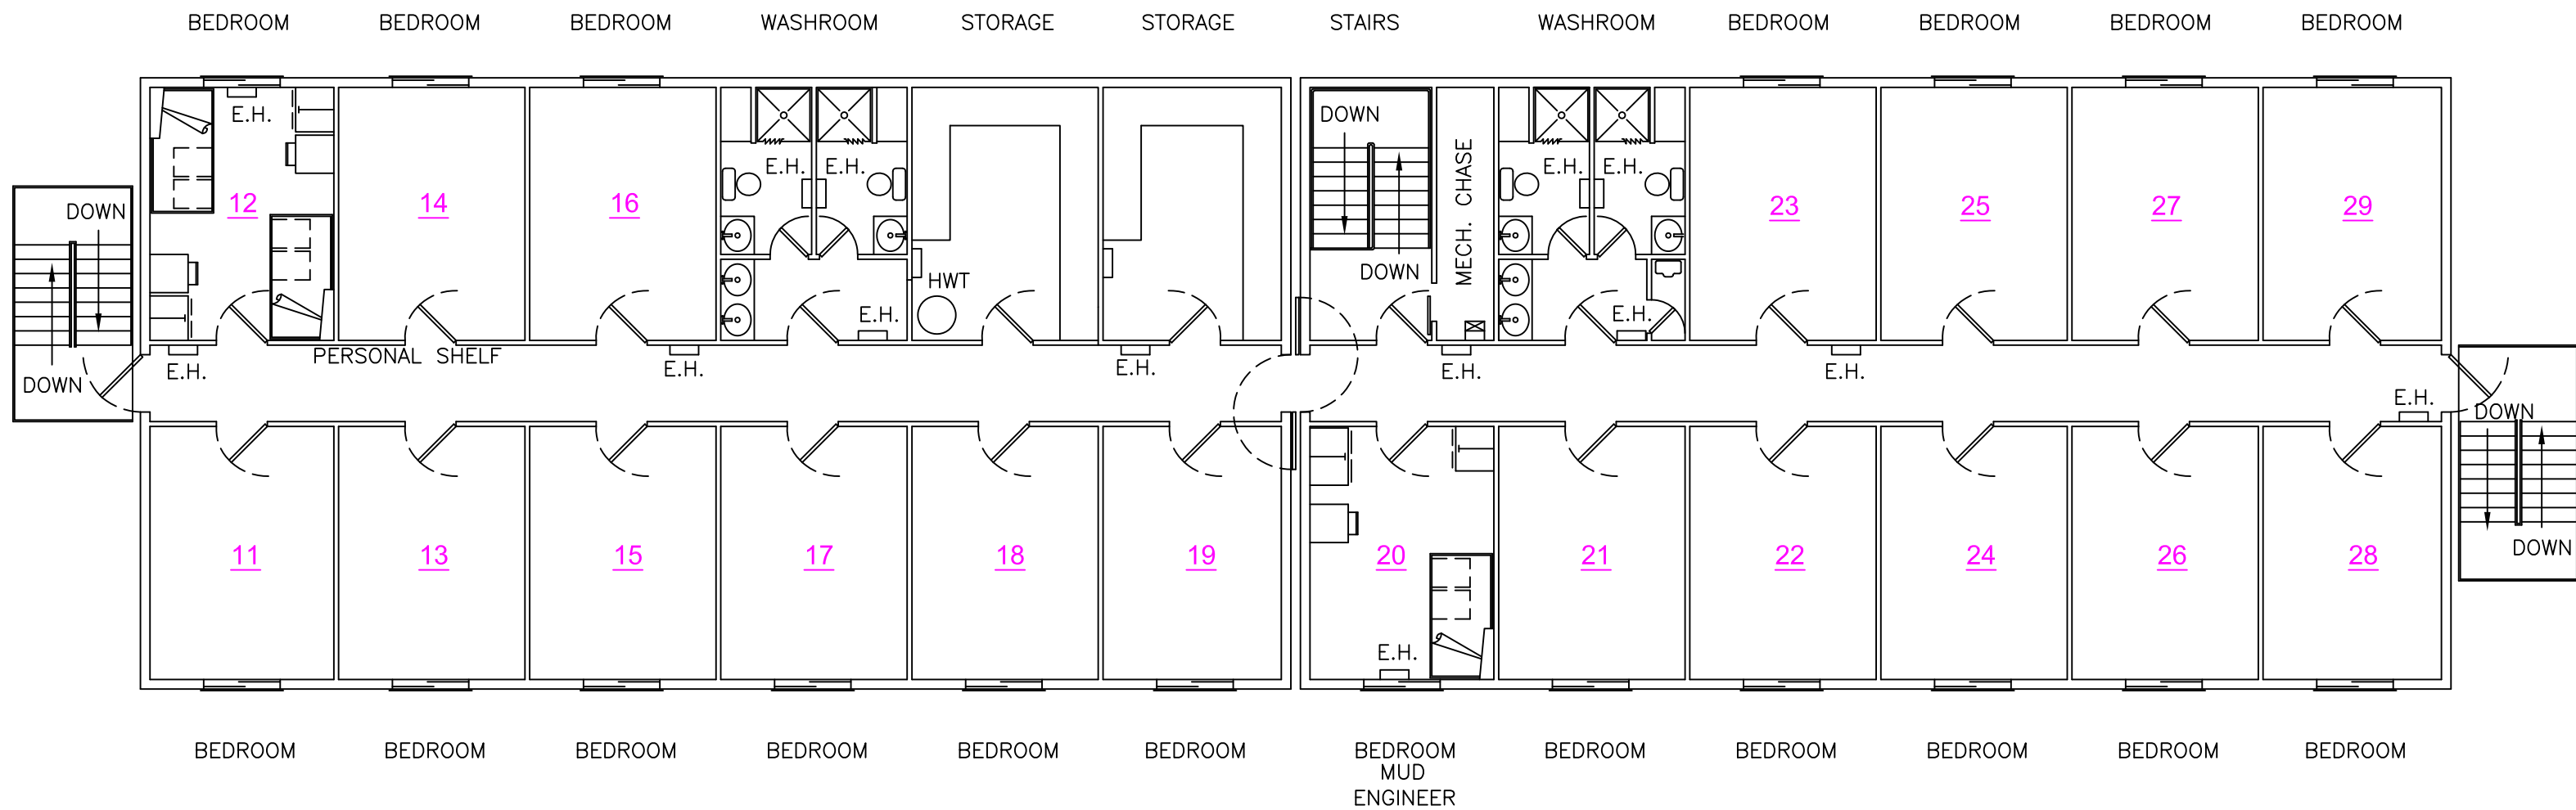 BEDROOM BEDROOM BEDROOM WASHROOM STORAGE STORAGE STAIRS WASHROOM BEDROOM BEDROOM BEDROOM BEDROOM
E.H. DOWN
E.H. E.H. E.H. E.H.
MECH. CHASE
DOWN 12 14 16 23 25 27 29
HWT DOWN
E.H. E.H.
PERSONAL SHELF
E.H. E.H. E.H. E.H. E.H.
DOWN E.H.
DOWN
DOWN
11 13 15 17 18 19 20 21 22 24 26 28
E.H.
BEDROOM BEDROOM BEDROOM BEDROOM BEDROOM BEDROOM BEDROOM BEDROOM BEDROOM BEDROOM BEDROOM BEDROOM
MUD
ENGINEER